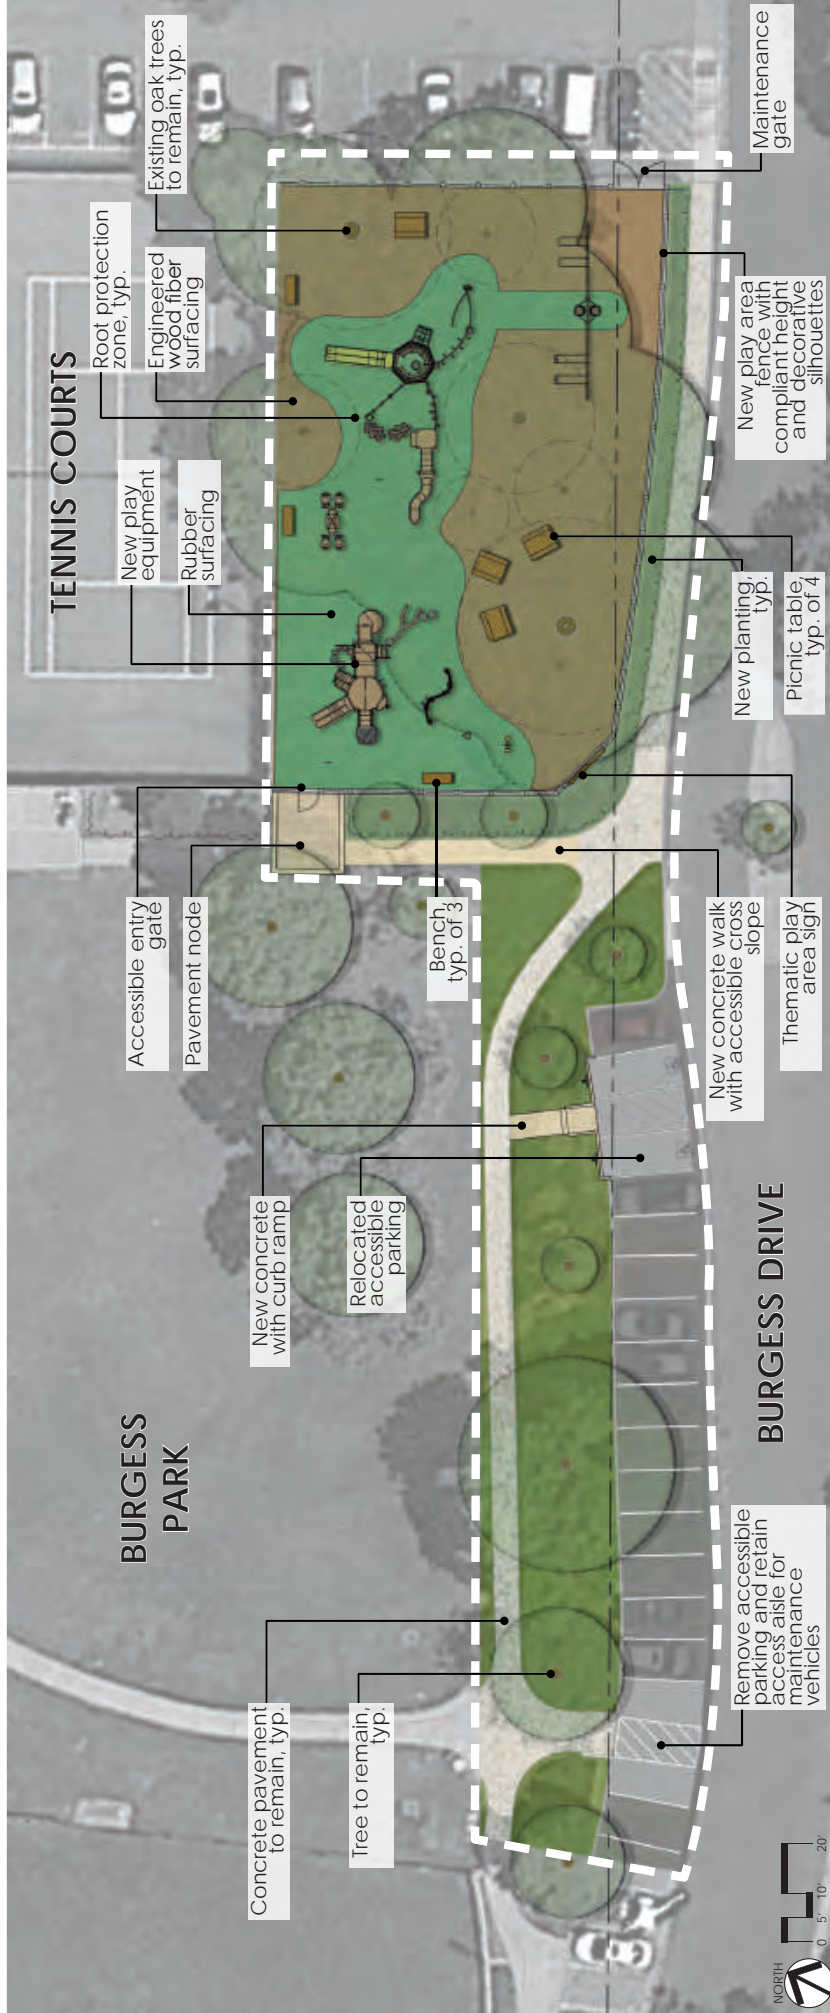 TENNIS COURTS
BURGESS
PARK
BURGESS DRIVE
Concrete pavement
to remain, typ.
Tree to remain,
typ.
New concrete
with curb ramp
Relocated
accessible
parking
Accessible entry
gate
Pavement node
Bench,
typ. of 3
New play
equipment
Rubber
surfacing
Root protection
zone, typ.
Engineered
wood fiber
surfacing
Existing oak trees
to remain, typ.
Remove accessible
parking and retain
access aisle for
maintenance
vehicles
New concrete walk
with accessible cross
slope
Thematic play
area sign
New planting,
typ.
Picnic table,
typ. of 4
New play area
fence with
compliant height
and decorative
silhouettes
Maintenance
gate
NORTH
0 5' 10' 20'